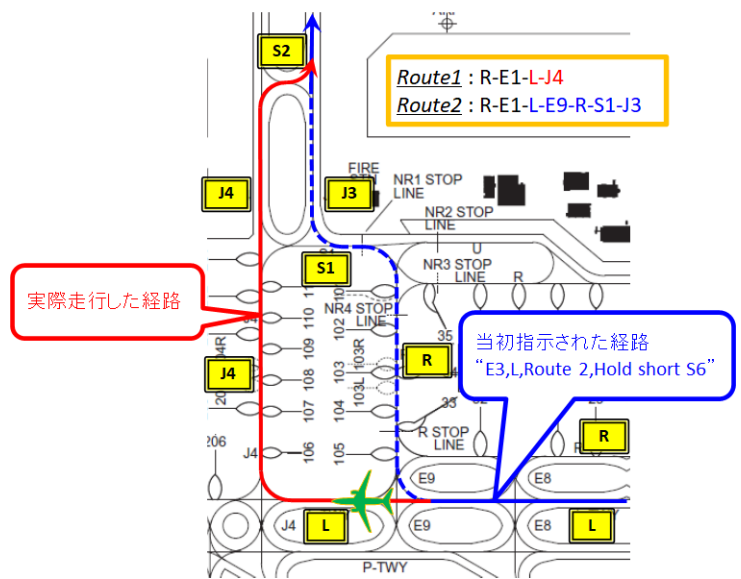 S2
Route1 : R-E1-L-J4
Route2 : R-E1-L-E9-R-S1-J3
FIRE
NR1 STOP
LINE
J4
J3
NR2 STOP
LINE
U
S1
NR3 STOP
LINE
R
実際走行した経路
NR4 STOP
LINE
110
102
109
103R
108
103
103L
107
104
106
105
J4
R
35
33
当初指示された経路
“E3,L,Route 2,Hold short S6”
R STOP
LINE
R
206
J4
E9
E8
J4
L
E9
E8
L
P-TWY